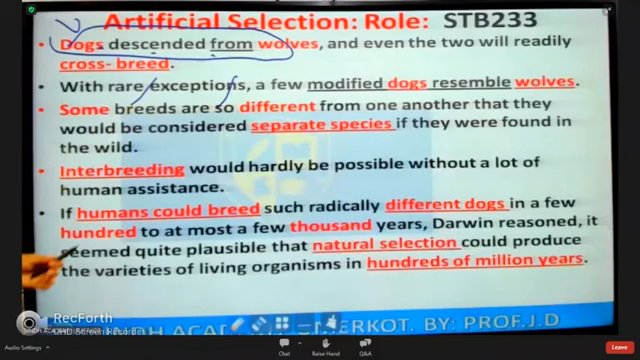 Artificial Selection: Role: STB233
• Dogs descended from wolves, and even the two will readily
cross- breed.
• With rare exceptions, a few modified dogs resemble wolves.
• Some breeds are so different from one another that they
would be considered separate species if they were found in
the wild.
• Interbreeding would hardly be possible without a lot of
human assistance.
• If humans could breed such radically different dogs in a few
hundred to at most a few thousand years, Darwin reasoned, it
seemed quite plausible that natural selection could produce
the varieties of living organisms in hundreds of million years.
RecForth
UHD Screen Recorder
BY: PROF.J.D
Audio Settings
Chat
Raise Hand
Q&A
Leave